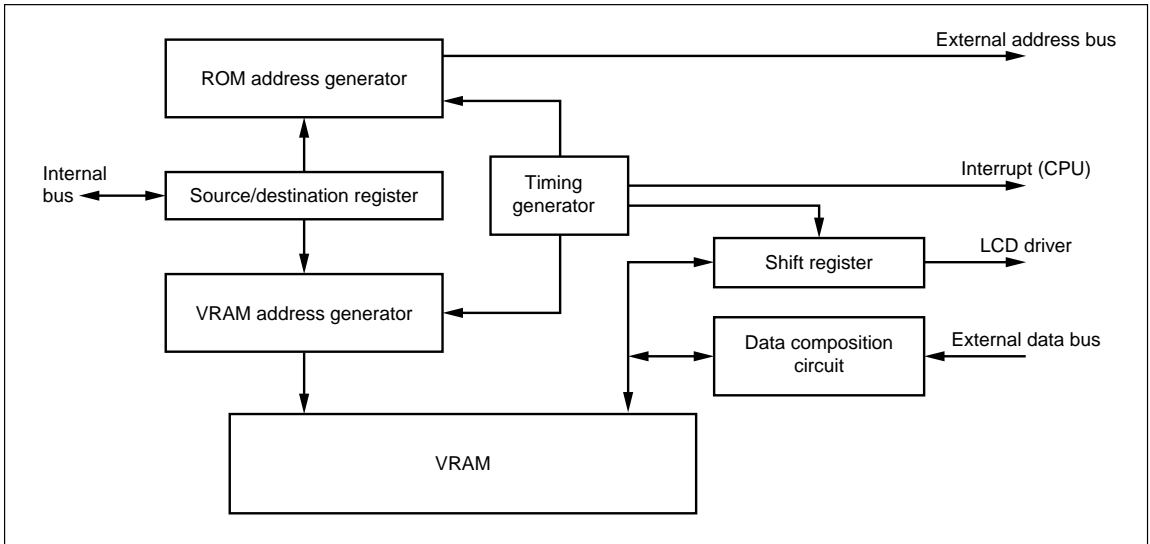 External address bus
ROM address generator
Internal
bus
Source/destination register
Timing
generator
Interrupt (CPU)
Shift register
LCD driver
VRAM address generator
Data composition
circuit
External data bus
VRAM